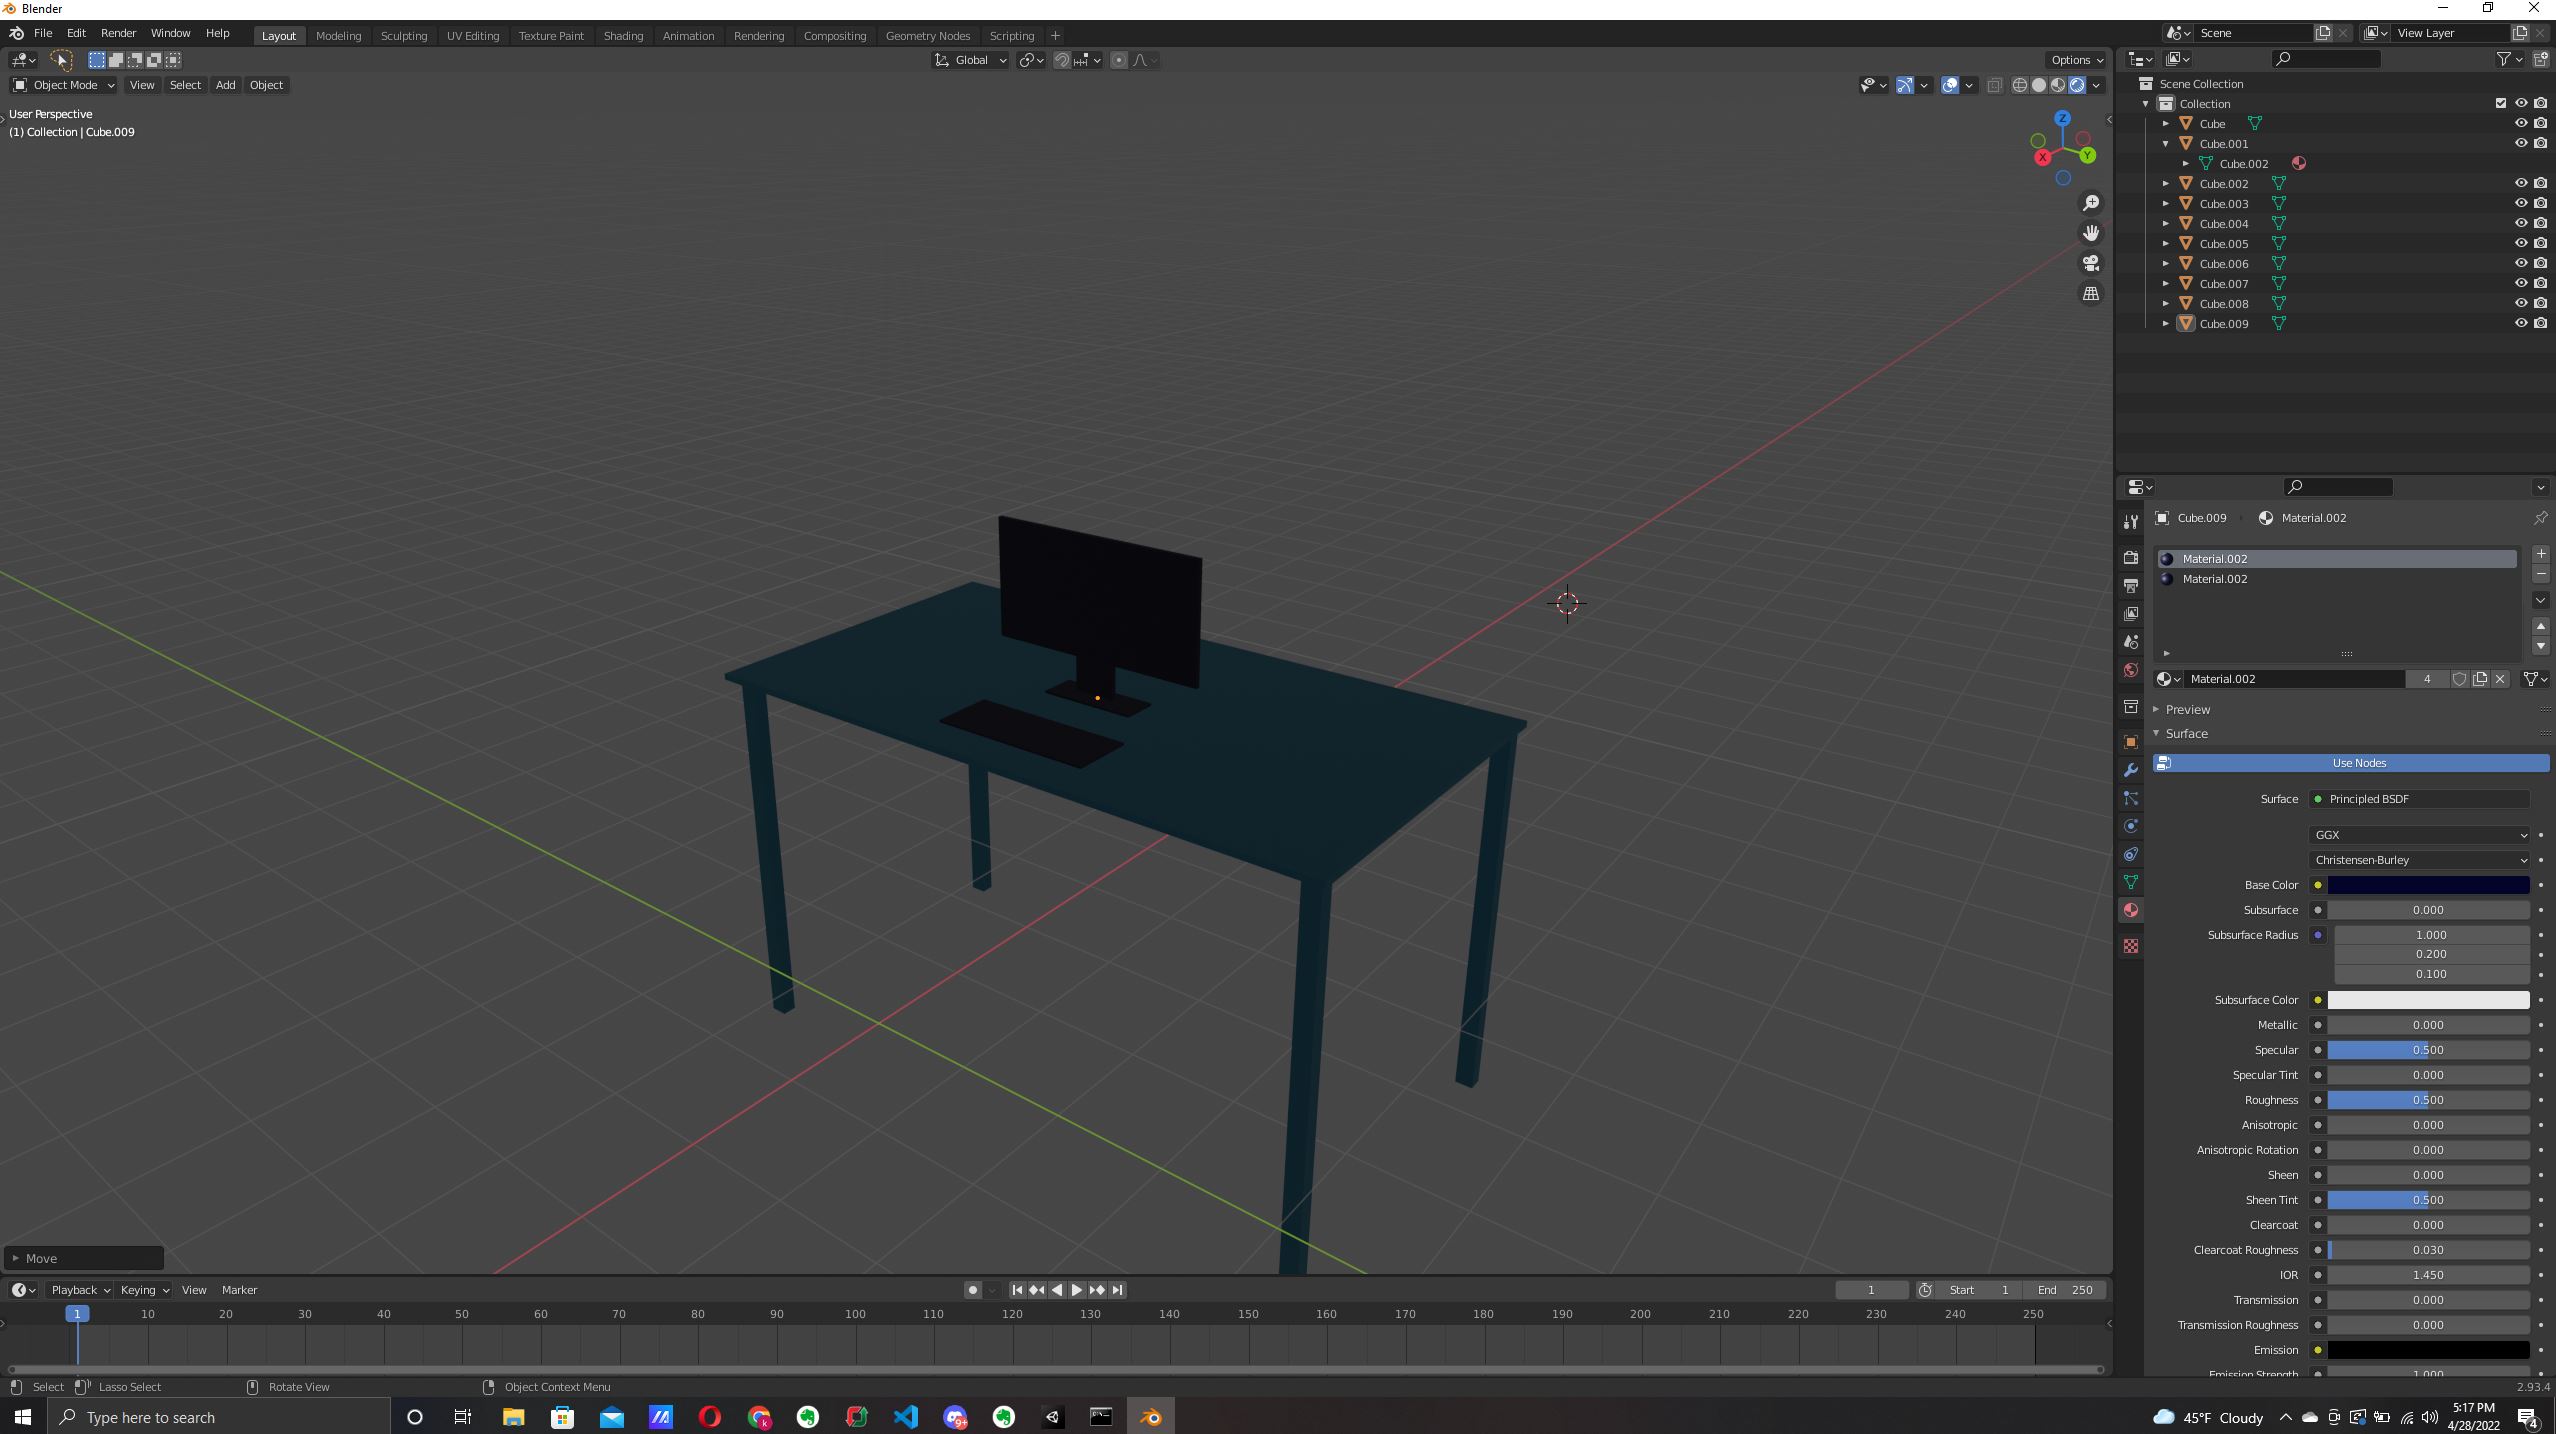 Blender
File Edit Render Window Help Layout Modeling Sculpting UV Editing Texture Paint Shading Animation Rendering Compositing Geometry Nodes Scripting + Scene View Layer
Global Options
Object Mode View Select Add Object
User Perspective
(1) Collection | Cube.009
Z
X Y
Scene Collection
Collection
Cube
Cube.001
Cube.002
Cube.002
Cube.003
Cube.004
Cube.005
Cube.006
Cube.007
Cube.008
Cube.009
Cube.009 Material.002
Material.002
Material.002
Material.002 4
Preview
Surface
Use Nodes
Surface Principled BSDF
GGX
Christensen-Burley
Base Color
Subsurface 0.000
Subsurface Radius 1.000
0.200
0.100
Subsurface Color
Metallic 0.000
Specular 0.500
Specular Tint 0.000
Roughness 0.500
Anisotropic 0.000
Anisotropic Rotation 0.000
Sheen 0.000
Sheen Tint 0.500
Clearcoat 0.000
Clearcoat Roughness 0.030
IOR 1.450
Transmission 0.000
Transmission Roughness 0.000
Emission
Emission Strength 1.000
Move
Playback Keying View Marker 1 Start 1 End 250
1 10 20 30 40 50 60 70 80 90 100 110 120 130 140 150 160 170 180 190 200 210 220 230 240 250
Select Lasso Select Rotate View Object Context Menu 2.93.4
Type here to search 9+ 45°F Cloudy 5:17 PM
4/28/2022 4